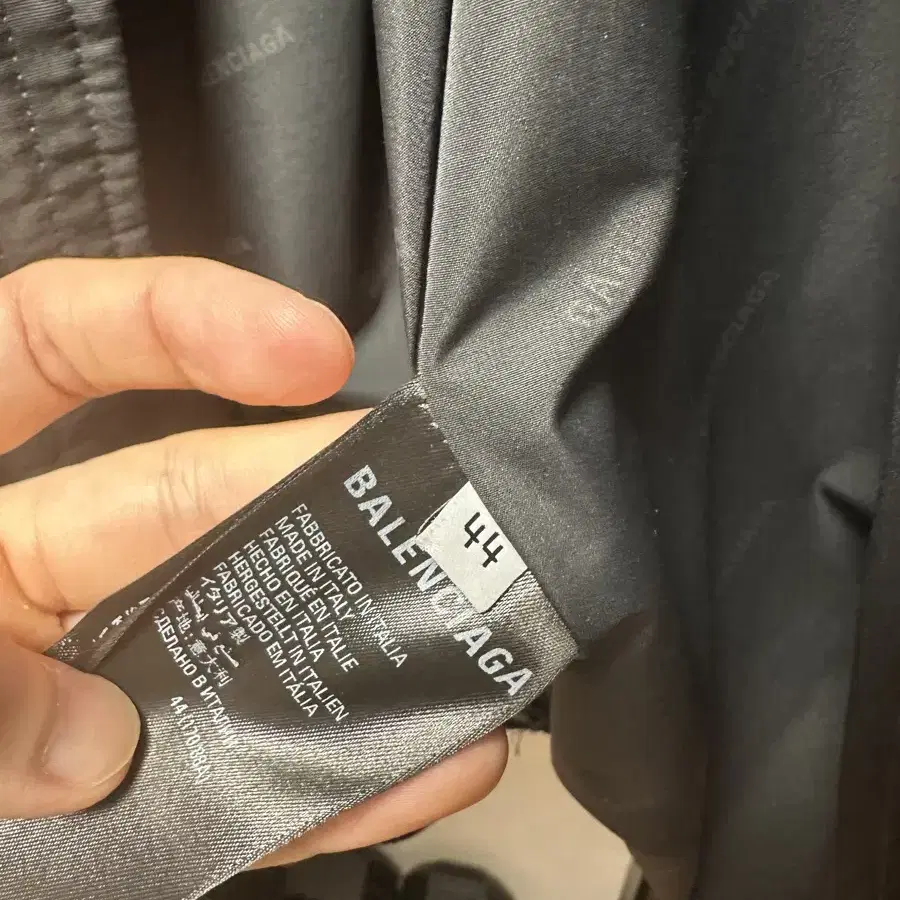 BALENCIAGA
44
FABBRICATO IN ITALIA
MADE IN ITALY
FABRIQUÉ EN ITALIE
HECHO EN ITALIA
HERGESTELLT IN ITALIEN
FABRICADO EM ITÁLIA
イタリア製
产地:意大利
СДЕЛАНО В ИТАЛИИ